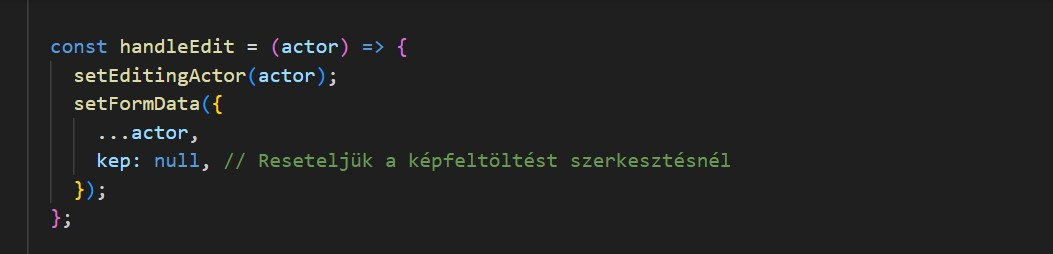 const handleEdit = (actor) => {
setEditingActor(actor);
setFormData({
...actor,
kep: null, // Reseteljük a képfeltöltést szerkesztésnél
});
};